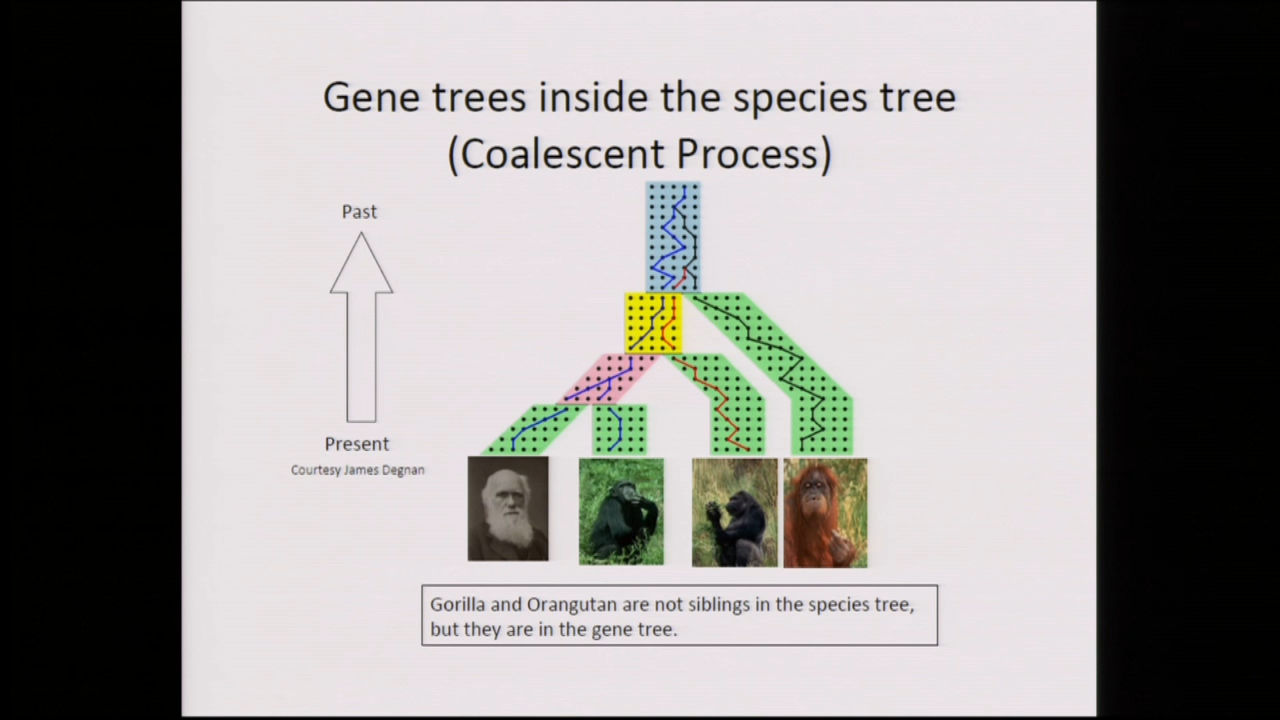 Gene trees inside the species tree
(Coalescent Process)
Past
Present
Courtesy James Degnan
Gorilla and Orangutan are not siblings in the species tree,
but they are in the gene tree.